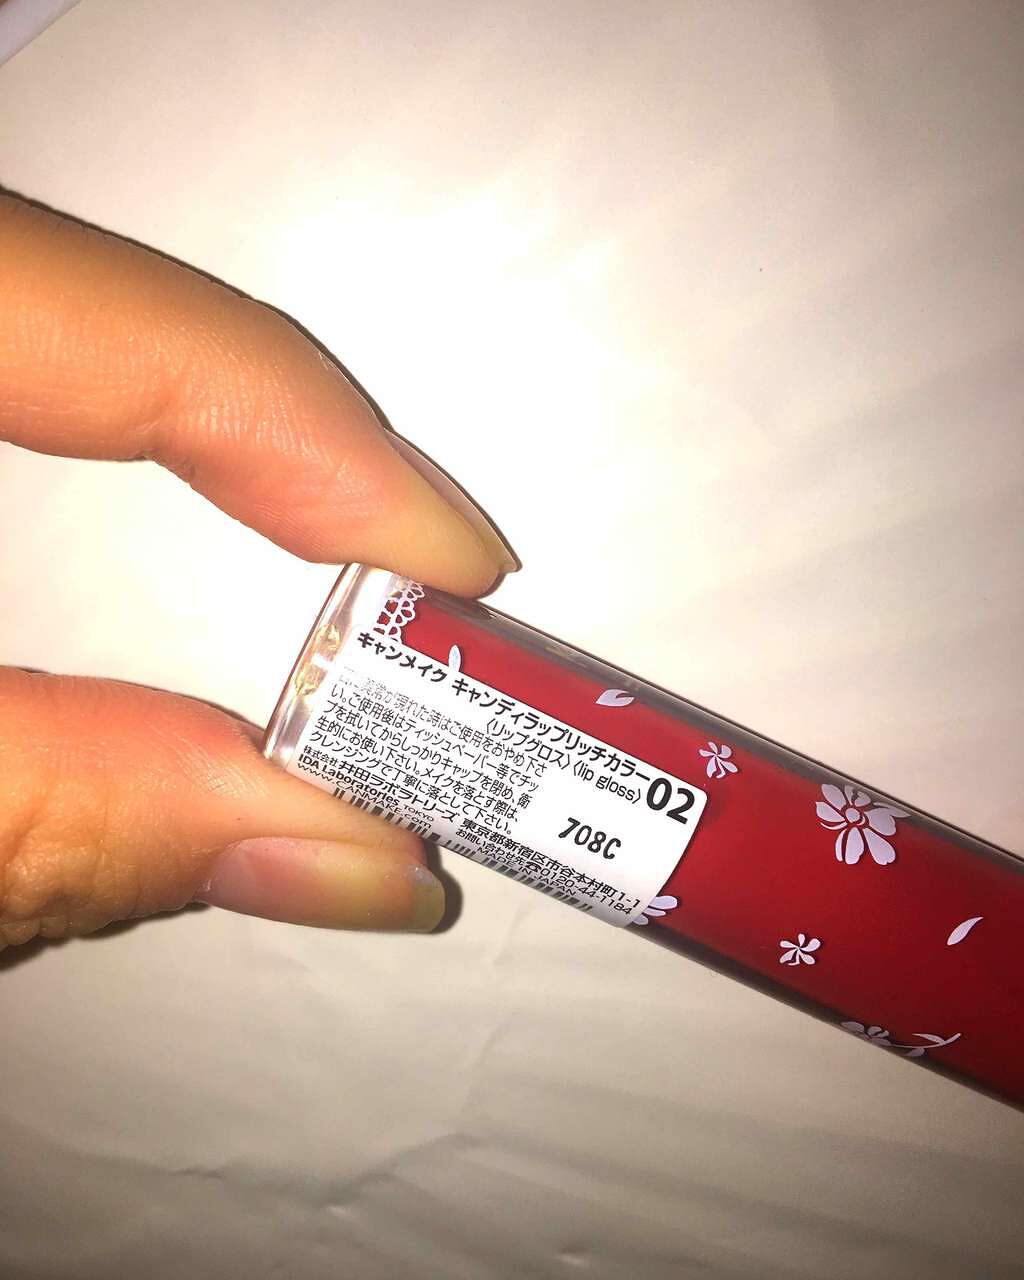 キャンメイク キャンディラップリッチカラー
〈リップグロス〉〈lip gloss〉
02
が現れた時はご使用をおやめ下さ
い。ご使用後はティッシュペーパー等でチッ
プを拭いてからしっかりキャップを閉め、衛
生的にお使い下さい。メイクを落とす際は、
クレンジングで丁寧に落として下さい。
708C
株式会社井田ラボラトリーズ 東京都新宿区市谷本村町1-1
IDA Laboratories, TOKYO お問い合わせ先☎0120-44-1184
MADE IN JAPAN